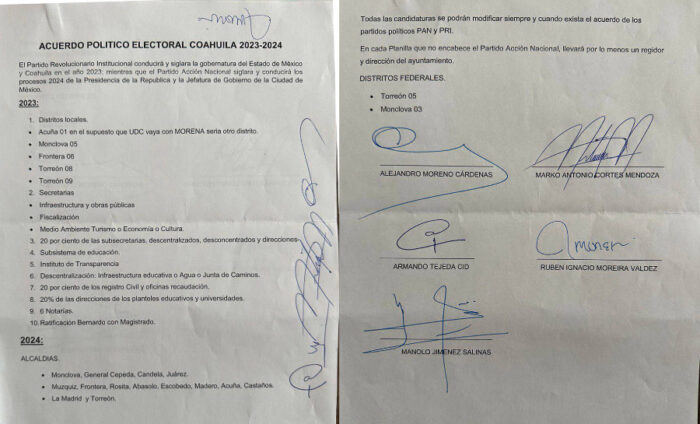 ACUERDO POLITICO ELECTORAL COAHUILA 2023-2024
El Partido Revolucionario Institucional conducirá y siglara la gobernatura del Estado de México
y Coahuila en el año 2023; mientras que el Partido Acción Nacional siglara y conducirá los
procesos 2024 de la Presidencia de la Republica y la Jefatura de Gobierno de la Ciudad de
México.
2023:
1. Distritos locales.
• Acuña 01 en el supuesto que UDC vaya con MORENA seria otro distrito.
• Monclova 05
• Frontera 06
• Torreón 08
• Torreón 09
2. Secretarias
• Infraestructura y obras públicas
• Fiscalización
• Medio Ambiente Turismo o Economía o Cultura.
3. 20 por ciento de las subsecretarias, descentralizados, desconcentrados y direcciones
4. Subsistema de educación.
5. Instituto de Transparencia
6. Descentralización: Infraestructura educativa o Agua o Junta de Caminos.
7. 20 por ciento de los registro Civil y oficinas recaudación.
8. 20% de las direcciones de los planteles educativos y universidades.
9. 6 Notarias.
10. Ratificación Bernardo con Magistrado.
2024:
ALCALDIAS.
• Monclova, General Cepeda, Candela, Juárez.
• Muzquiz, Frontera, Rosita, Abasolo, Escobedo, Madero, Acuña, Castaños.
• La Madrid y Torreón.
Todas las candidaturas se podrán modificar siempre y cuando exista el acuerdo de los
partidos políticos PAN y PRI.
En cada Planilla que no encabece el Partido Acción Nacional, llevará por lo menos un regidor
y dirección del ayuntamiento.
DISTRITOS FEDERALES.
• Torreón 05
• Monclova 03
ALEJANDRO MORENO CÁRDENAS
MARKO ANTONIO CORTES MENDOZA
ARMANDO TEJEDA CID
RUBEN IGNACIO MOREIRA VALDEZ
MANOLO JIMENEZ SALINAS